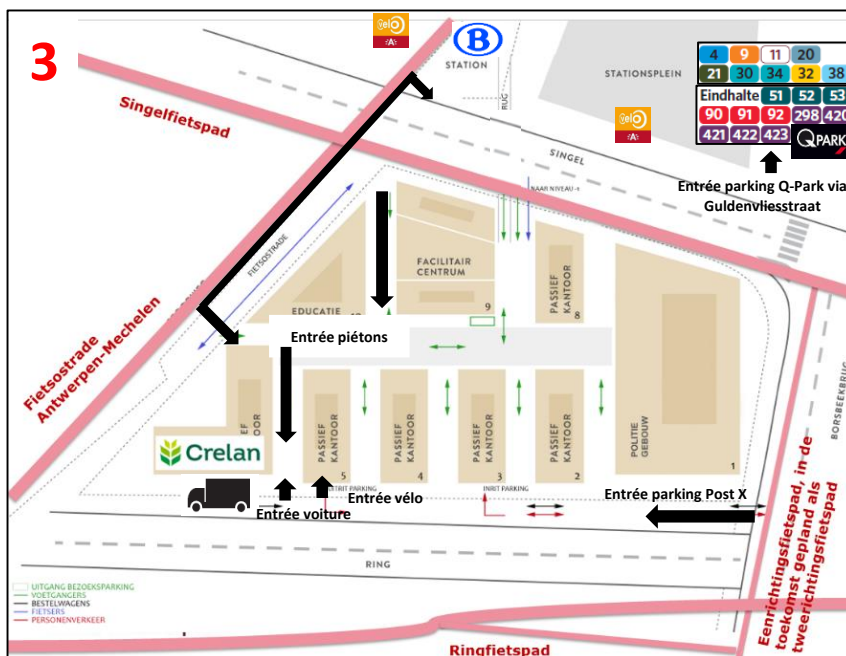 3
Velo
A
B
STATION
STATIONSPLEIN
RUG
Velo
A
4 9 11 20
21 30 34 32 38
Eindhalte 51 52 53
90 91 92 298 420
421 422 423 QPARK
Entrée parking Q-Park via
Guldenvliesstraat
Singelfietspad
SINGEL
NAAR NIVEAU
FIETSOSTRADE
FACILITAIR
CENTRUM
9
PASSIEF
KANTOOR
8
EDUCATIE
Entrée piétons
Fietsostrade
Antwerpen-Mechelen
Crelan
PASSIEF
KANTOOR
5
PASSIEF
KANTOOR
4
PASSIEF
KANTOOR
3
PASSIEF
KANTOOR
2
POLITIE
GEBOUW
1
BORSBEEKBRUG
INRIT PARKING
Entrée vélo
Entrée voiture
Entrée parking Post X
RING
Eenrichtingsfietspad, in de
toekomst gepland als
tweerichtingsfietspad
UITGANG BEZOEKSPARKING
VOETGANGERS
BESTELWAGENS
FIETSERS
PERSONENVERKEER
Ringfietspad